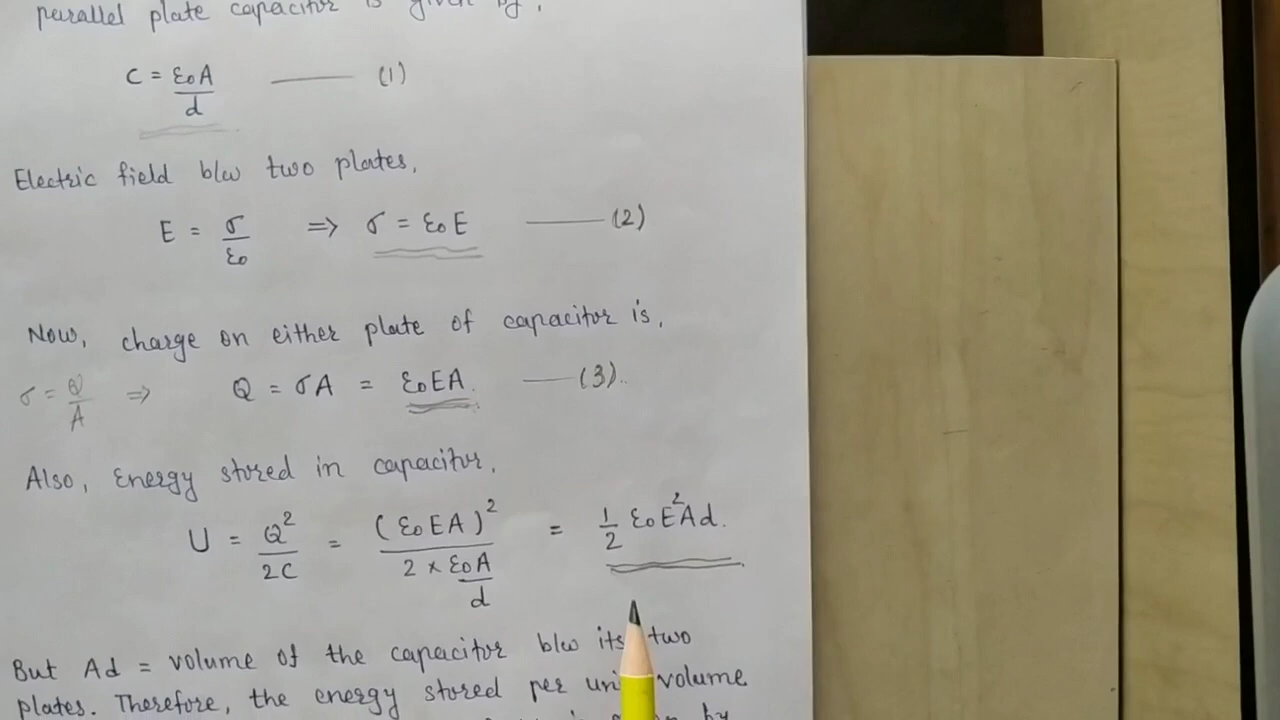 parallel plate capacitor is given by,
C = ε₀A/d —— (1)
Electric field b/w two plates,
E = σ/ε₀ ⇒ σ = ε₀E —— (2)
Now, charge on either plate of capacitor is,
σ = Q/A ⇒ Q = σA = ε₀EA. —— (3).
Also, Energy stored in capacitor,
U = Q²/2C = (ε₀EA)²/(2 × ε₀A/d) = 1/2 ε₀E²Ad.
But Ad = volume of the capacitor b/w its two
plates. Therefore, the energy stored per unit volume
by